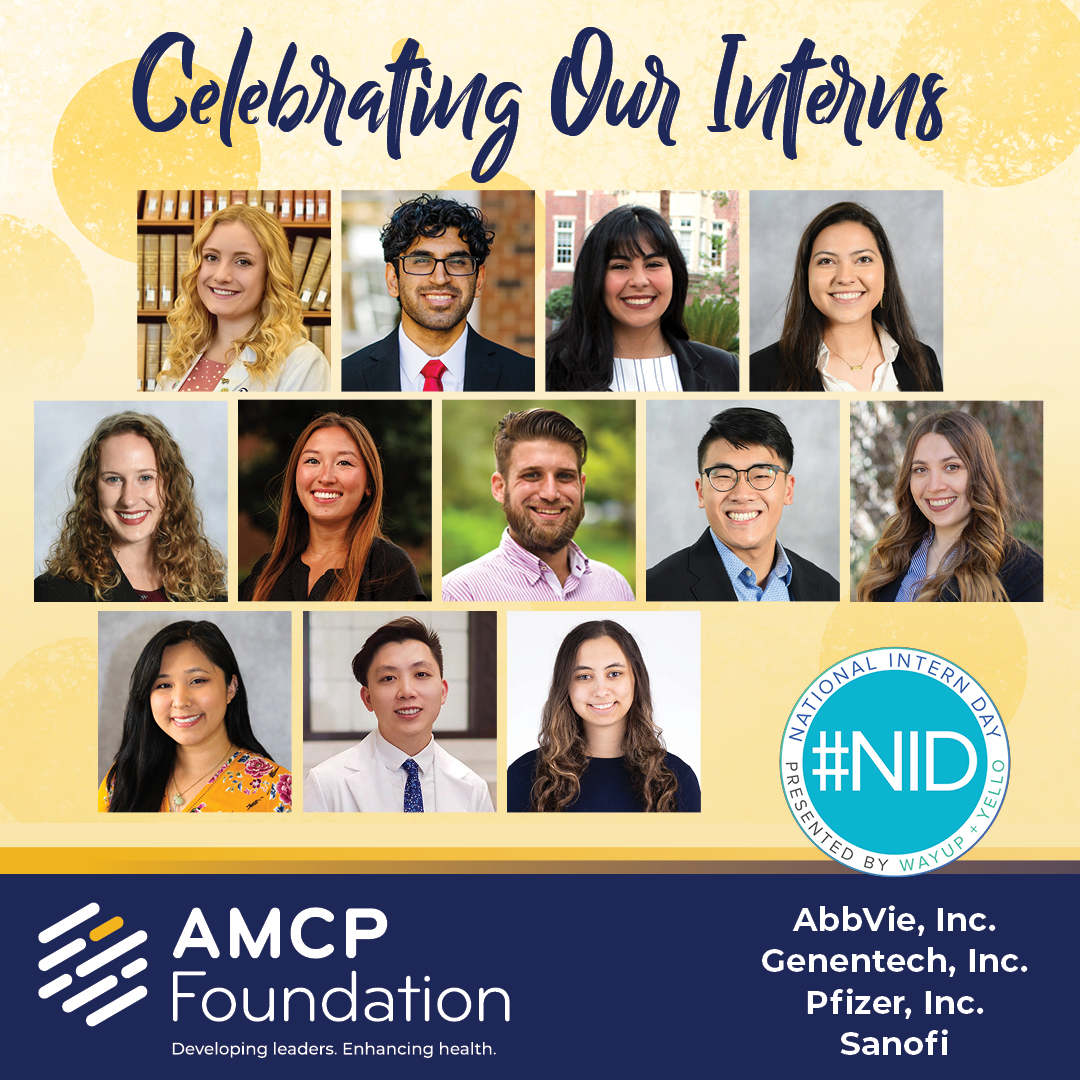 Celebrating Our Interns
NATIONAL INTERN DAY
#NID
PRESENTED BY WAYUP + YELLO
AMCP
Foundation
Developing leaders. Enhancing health.
AbbVie, Inc.
Genentech, Inc.
Pfizer, Inc.
Sanofi